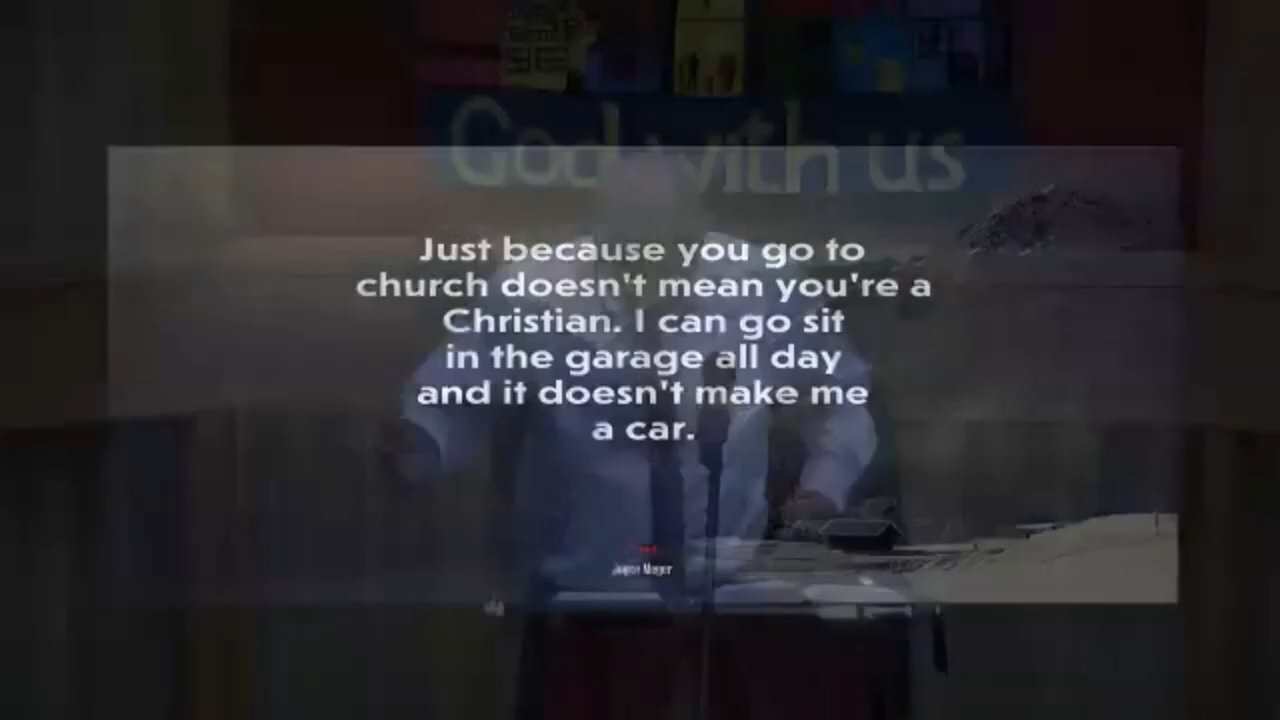 God with us
Just because you go to
church doesn't mean you're a
Christian. I can go sit
in the garage all day
and it doesn't make me
a car.
Joyce Meyer